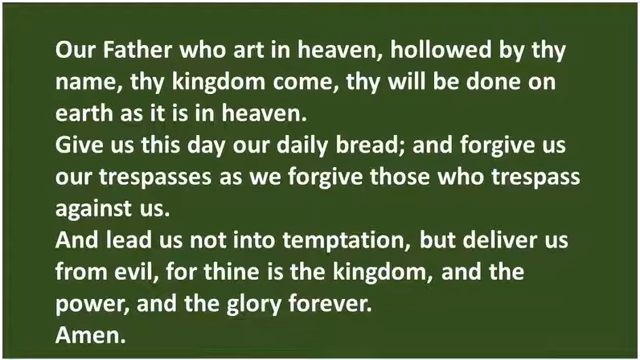 Our Father who art in heaven, hollowed by thy
name, thy kingdom come, thy will be done on
earth as it is in heaven.
Give us this day our daily bread; and forgive us
our trespasses as we forgive those who trespass
against us.
And lead us not into temptation, but deliver us
from evil, for thine is the kingdom, and the
power, and the glory forever.
Amen.